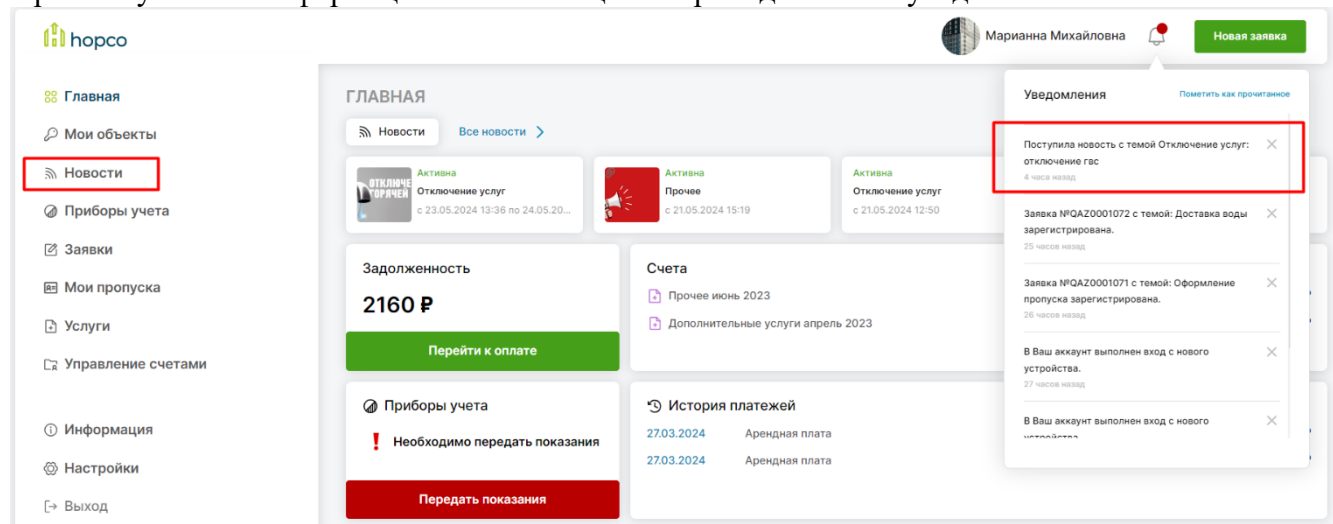 hopco
Марианна Михайловна
Новая заявка
Главная
Мои объекты
Новости
Приборы учета
Заявки
Мои пропуска
Услуги
Управление счетами
Информация
Настройки
Выход
ГЛАВНАЯ
Новости Все новости
Активна
Отключение услуг
с 23.05.2024 13:36 по 24.05.20...
Активна
Прочее
с 21.05.2024 15:19
Активна
Отключение услуг
с 21.05.2024 12:50
Задолженность
2160 ₽
Перейти к оплате
Счета
Прочее июнь 2023
Дополнительные услуги апрель 2023
Приборы учета
Необходимо передать показания
Передать показания
История платежей
27.03.2024 Арендная плата
27.03.2024 Арендная плата
Уведомления Пометить как прочитанное
Поступила новость с темой Отключение услуг:
отключение гвс
4 часа назад
Заявка №QAZ0001072 с темой: Доставка воды
зарегистрирована.
25 часов назад
Заявка №QAZ0001071 с темой: Оформление
пропуска зарегистрирована.
26 часов назад
В Ваш аккаунт выполнен вход с нового
устройства.
27 часов назад
В Ваш аккаунт выполнен вход с нового
устройства